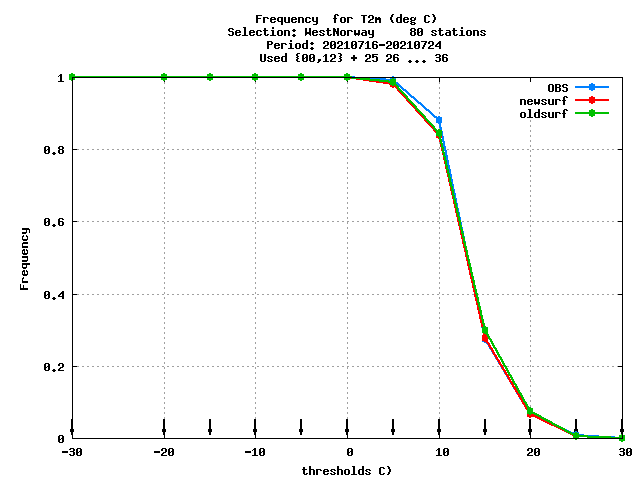 Frequency  for T2m (deg C)
Selection: WestNorway     80 stations
Period: 20210716-20210724
Used {00,12} + 25 26 ... 36
OBS
newsurf
oldsurf
1
0.8
0.6
0.4
0.2
0
Frequency
-30
-20
-10
0
10
20
30
thresholds C)